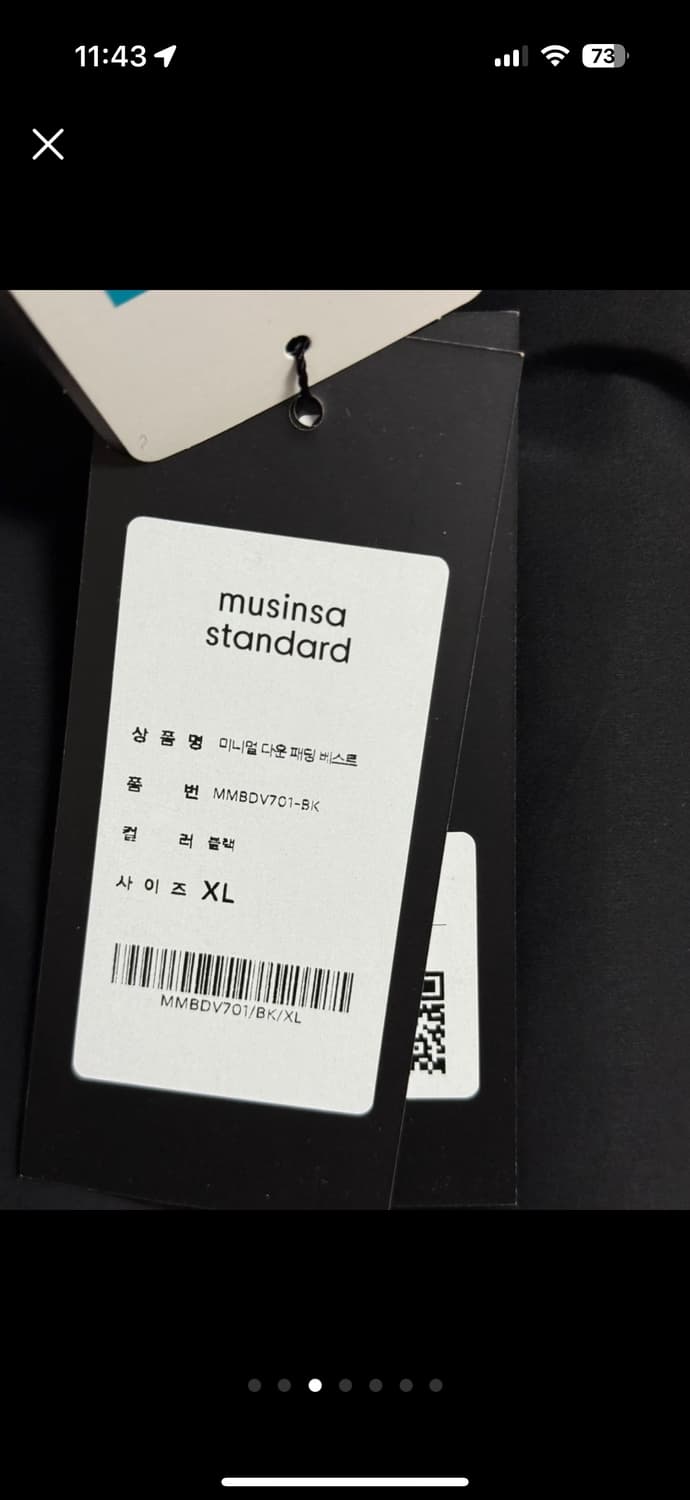 11:43
73
musinsa
standard
상 품 명 미니멀 다운 패딩 베스트
품 번 MMBDV701-BK
컬 러 블랙
사 이 즈 XL
MMBDV701/BK/XL